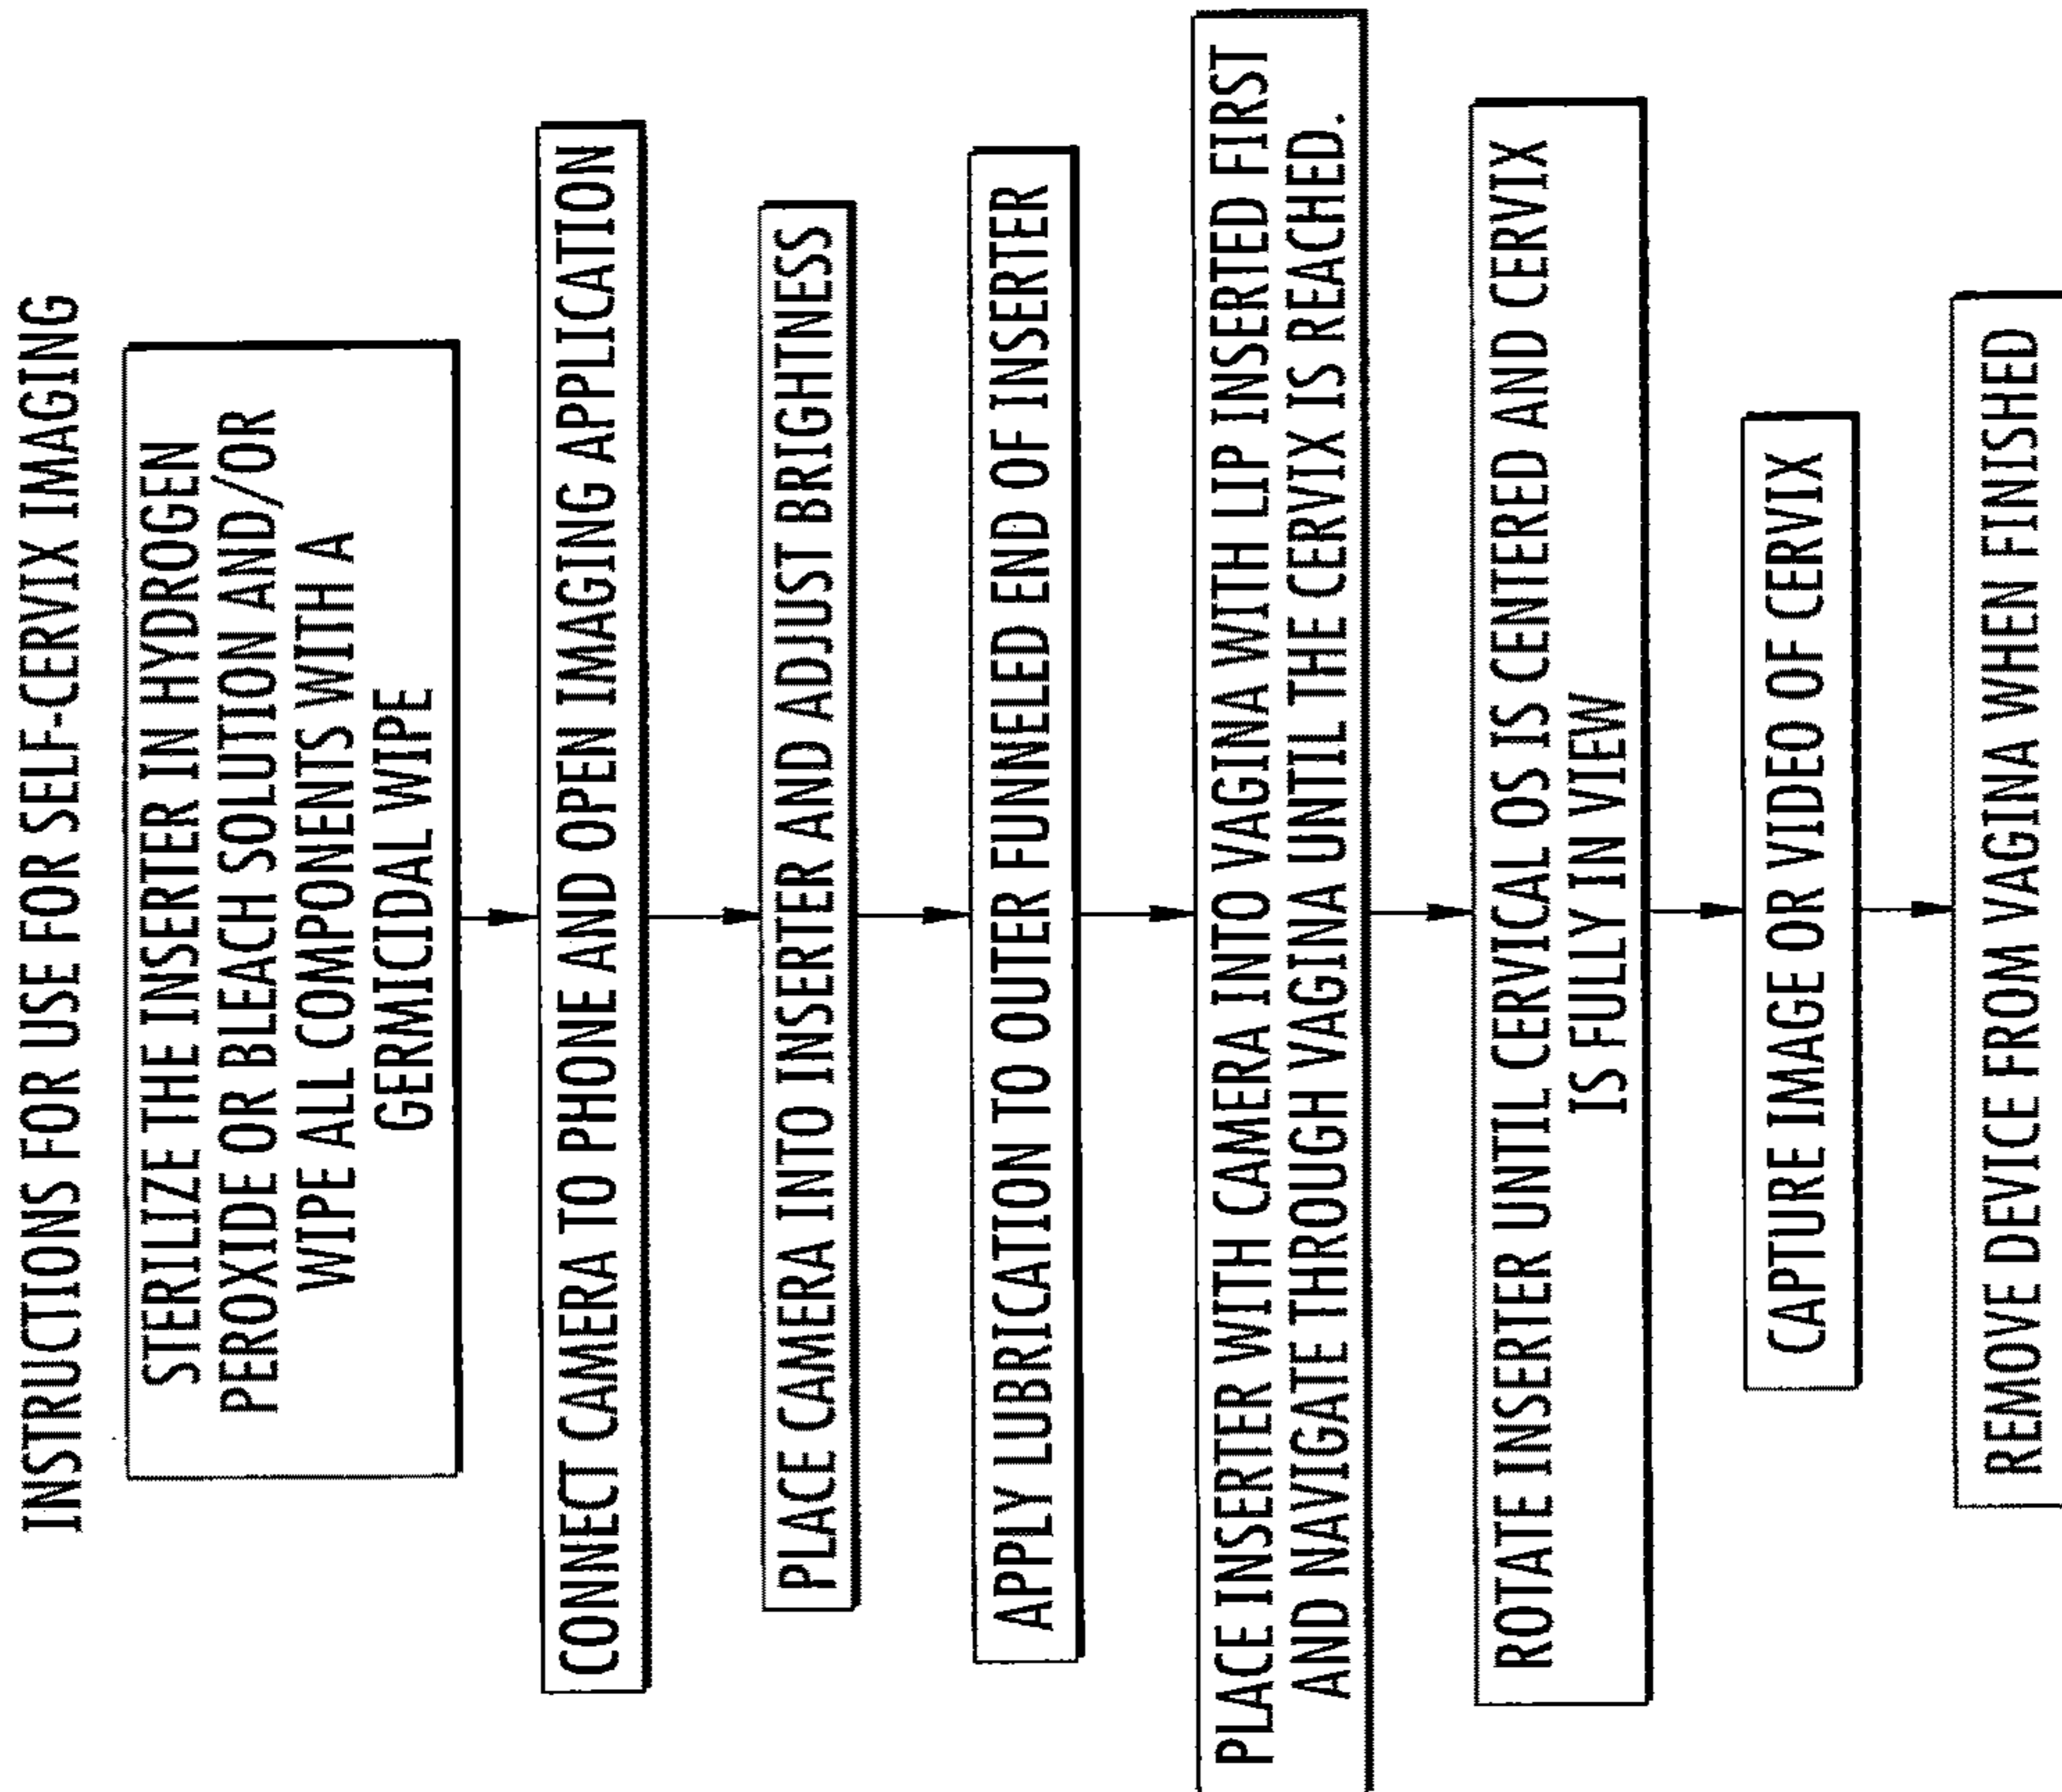 INSTRUCTIONS FOR USE FOR SELF-CERVIX IMAGING
STERILIZE THE INSERTER IN HYDROGEN
PEROXIDE OR BLEACH SOLUTION AND/OR
WIPE ALL COMPONENTS WITH A
GERMICIDAL WIPE
CONNECT CAMERA TO PHONE AND OPEN IMAGING APPLICATION
PLACE CAMERA INTO INSERTER AND ADJUST BRIGHTNESS
APPLY LUBRICATION TO OUTER FUNNELED END OF INSERTER
PLACE INSERTER WITH CAMERA INTO VAGINA WITH LIP INSERTED FIRST
AND NAVIGATE THROUGH VAGINA UNTIL THE CERVIX IS REACHED.
ROTATE INSERTER UNTIL CERVICAL OS IS CENTERED AND CERVIX
IS FULLY IN VIEW
CAPTURE IMAGE OR VIDEO OF CERVIX
REMOVE DEVICE FROM VAGINA WHEN FINISHED